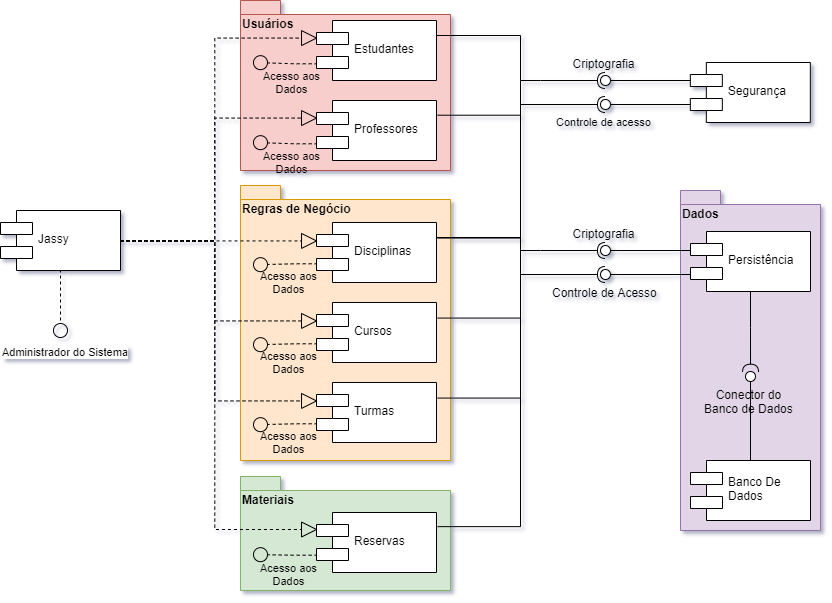 Usuários
Estudantes
Acesso aos
Dados
Professores
Acesso aos
Dados
Criptografia
Segurança
Controle de acesso
Jassy
Administrador do Sistema
Regras de Negócio
Disciplinas
Acesso aos
Dados
Cursos
Acesso aos
Dados
Turmas
Acesso aos
Dados
Criptografia
Controle de Acesso
Dados
Persistência
Conector do
Banco de Dados
Banco De
Dados
Materiais
Reservas
Acesso aos
Dados